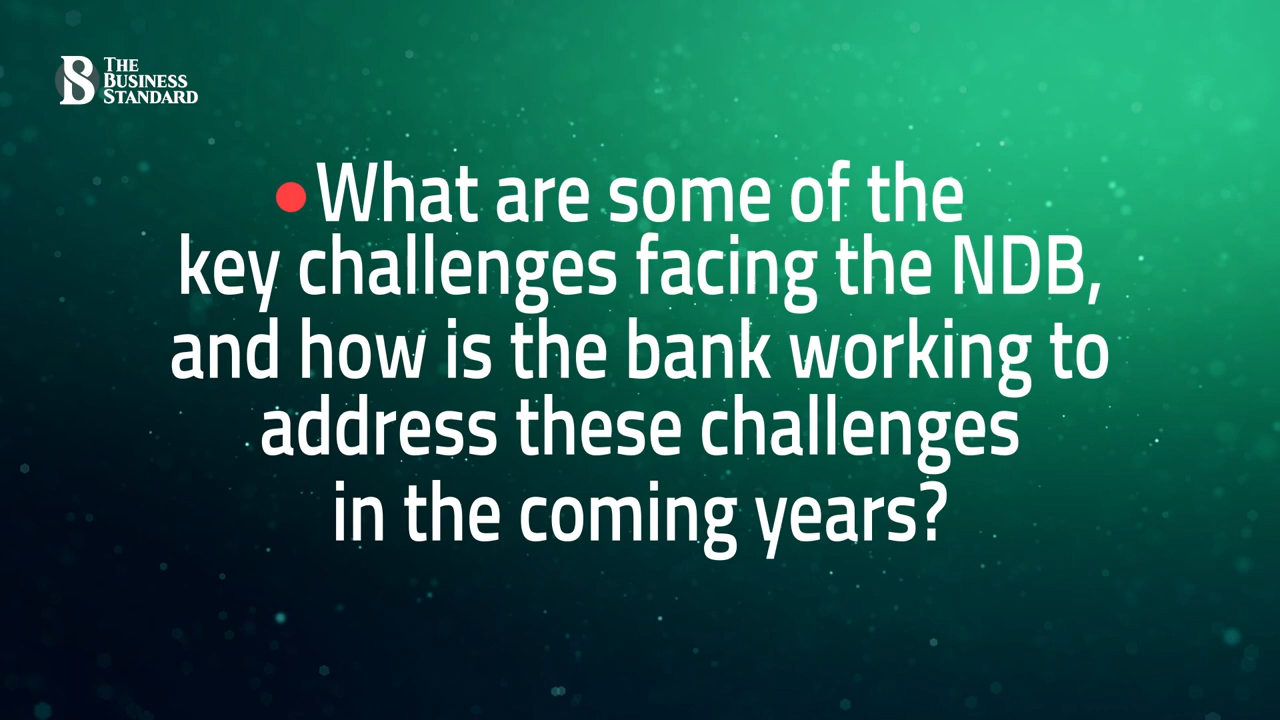 THE
BUSINESS
STANDARD
What are some of the
key challenges facing the NDB,
and how is the bank working to
address these challenges
in the coming years?